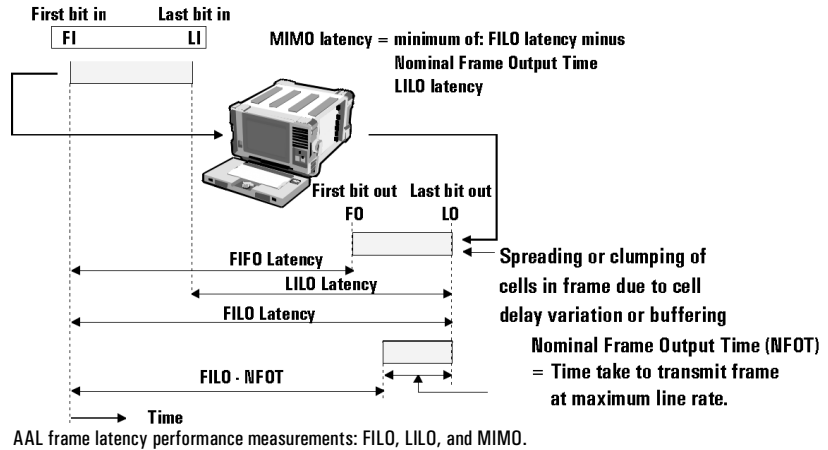 First bit in
Last bit in
FI
LI
MIMO latency = minimum of: FILO latency minus
Nominal Frame Output Time
LILO latency
First bit out
Last bit out
FO
LO
FIFO Latency
LILO Latency
FILO Latency
Spreading or clumping of
cells in frame due to cell
delay variation or buffering
Nominal Frame Output Time (NFOT)
= Time take to transmit frame
at maximum line rate.
FILO - NFOT
Time
AAL frame latency performance measurements: FILO, LILO, and MIMO.